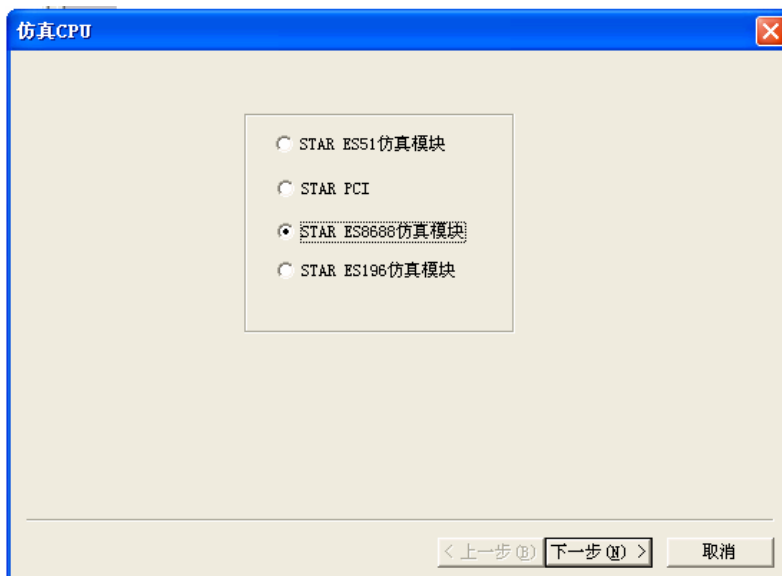 仿真CPU
STAR ES51仿真模块
STAR PCI
STAR ES8688仿真模块
STAR ES196仿真模块
< 上一步(B) 下一步(N) > 取消